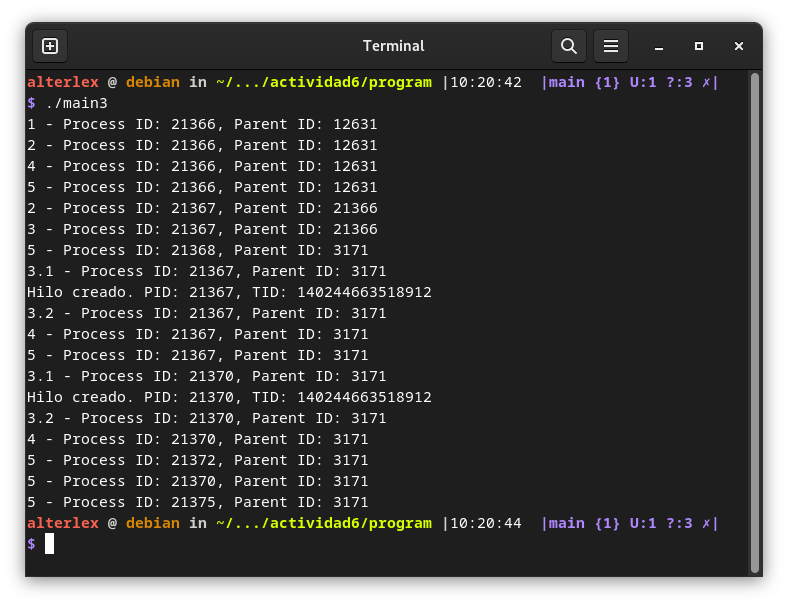 Terminal
alterlex @ debian in ~/.../actividad6/program |10:20:42  |main {1} U:1 ?:3 ✗|
$ ./main3
1 - Process ID: 21366, Parent ID: 12631
2 - Process ID: 21366, Parent ID: 12631
4 - Process ID: 21366, Parent ID: 12631
5 - Process ID: 21366, Parent ID: 12631
2 - Process ID: 21367, Parent ID: 21366
3 - Process ID: 21367, Parent ID: 21366
5 - Process ID: 21368, Parent ID: 3171
3.1 - Process ID: 21367, Parent ID: 3171
Hilo creado. PID: 21367, TID: 140244663518912
3.2 - Process ID: 21367, Parent ID: 3171
4 - Process ID: 21367, Parent ID: 3171
5 - Process ID: 21367, Parent ID: 3171
3.1 - Process ID: 21370, Parent ID: 3171
Hilo creado. PID: 21370, TID: 140244663518912
3.2 - Process ID: 21370, Parent ID: 3171
4 - Process ID: 21370, Parent ID: 3171
5 - Process ID: 21372, Parent ID: 3171
5 - Process ID: 21370, Parent ID: 3171
5 - Process ID: 21375, Parent ID: 3171
alterlex @ debian in ~/.../actividad6/program |10:20:44  |main {1} U:1 ?:3 ✗|
$